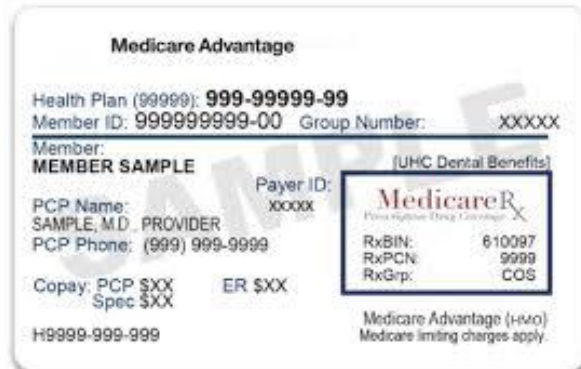 Medicare Advantage
Health Plan (99999): 999-99999-99
Member ID: 999999999-00 Group Number: XXXXX
Member:
MEMBER SAMPLE
[UHC Dental Benefits]
Payer ID:
XXXXX
PCP Name:
SAMPLE, M.D., PROVIDER
PCP Phone: (999) 999-9999
MedicareRx
Prescription Drug Coverage
RxBIN: 610097
RxPCN: 9999
RxGrp: COS
Copay: PCP $XX ER $XX
Spec $XX
Medicare Advantage (HMO)
H9999-999-999
Medicare limiting charges apply.
SAMPLE